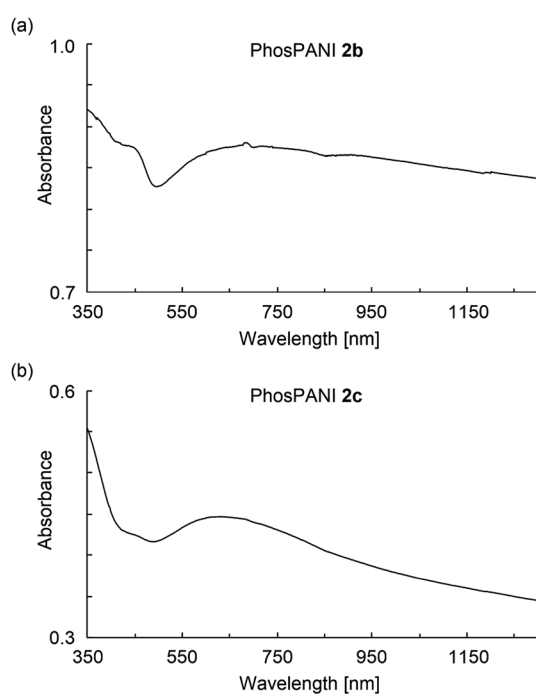 (a)
1.0
PhosPANI 2b
Absorbance
0.7
350 550 750 950 1150
Wavelength [nm]
(b)
0.6
PhosPANI 2c
Absorbance
0.3
350 550 750 950 1150
Wavelength [nm]